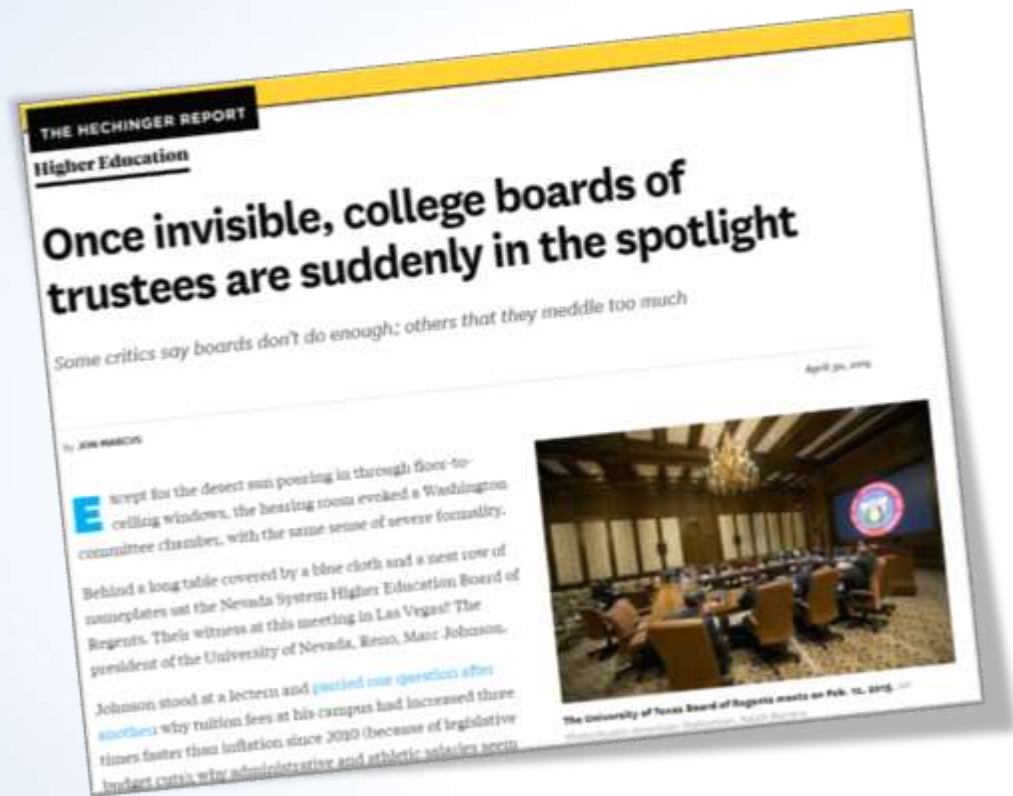 THE HECHINGER REPORT
Higher Education
Once invisible, college boards of
trustees are suddenly in the spotlight
Some critics say boards don't do enough; others that they meddle too much
April 30, 2015
By JON MARCUS
Except for the desert sun pouring in through floor-to-
ceiling windows, the hearing room evoked a Washington
committee chamber, with the same sense of severe formality.
Behind a long table covered by a blue cloth and a neat row of
nameplates sat the Nevada System Higher Education Board of
Regents. Their witness at this meeting in Las Vegas? The
president of the University of Nevada, Reno, Marc Johnson.
Johnson stood at a lectern and parried one question after
another: why tuition fees at his campus had increased three
times faster than inflation since 2010 (because of legislative
budget cuts); why administrative and athletic salaries seem
The University of Texas Board of Regents meets on Feb. 12, 2015.